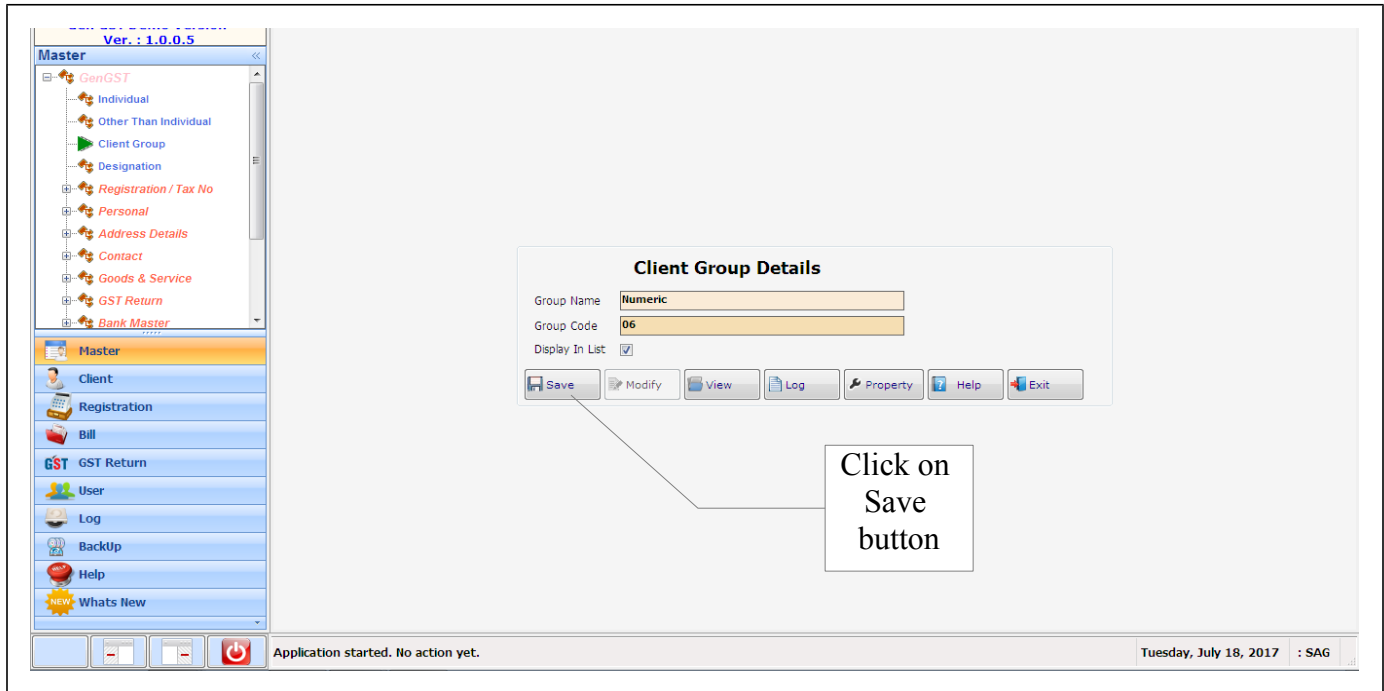 Ver. : 1.0.0.5
Master
GenGST
Individual
Other Than Individual
Client Group
Designation
Registration / Tax No
Personal
Address Details
Contact
Goods & Service
GST Return
Bank Master
Master
Client
Registration
Bill
GST GST Return
User
Log
BackUp
Help
NEW Whats New
Client Group Details
Group Name Numeric
Group Code 06
Display In List
Save Modify View Log Property Help Exit
Click on
Save
button
Application started. No action yet. Tuesday, July 18, 2017 : SAG